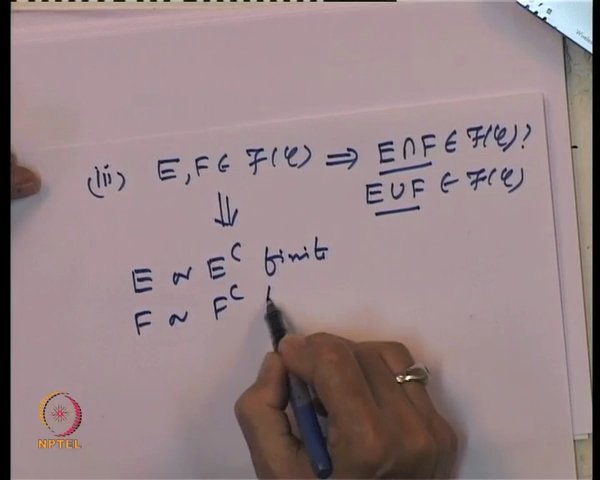 (iii) E, F ∈ 𝓕(𝒞) ⟹ E∩F ∈ 𝓕(𝒞)?
E∪F ∈ 𝓕(𝒞)
⇓
E or E^C finite
F or F^C
NPTEL